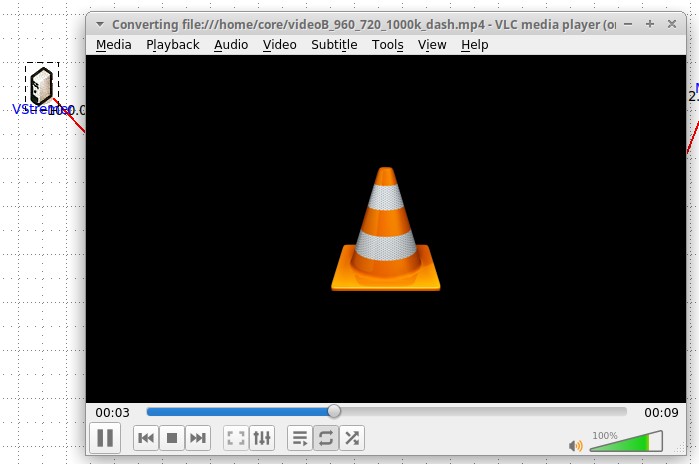 Converting file:///home/core/videoB_960_720_1000k_dash.mp4 - VLC media player (o
Media Playback Audio Video Subtitle Tools View Help
2.
00:03
00:09
100%